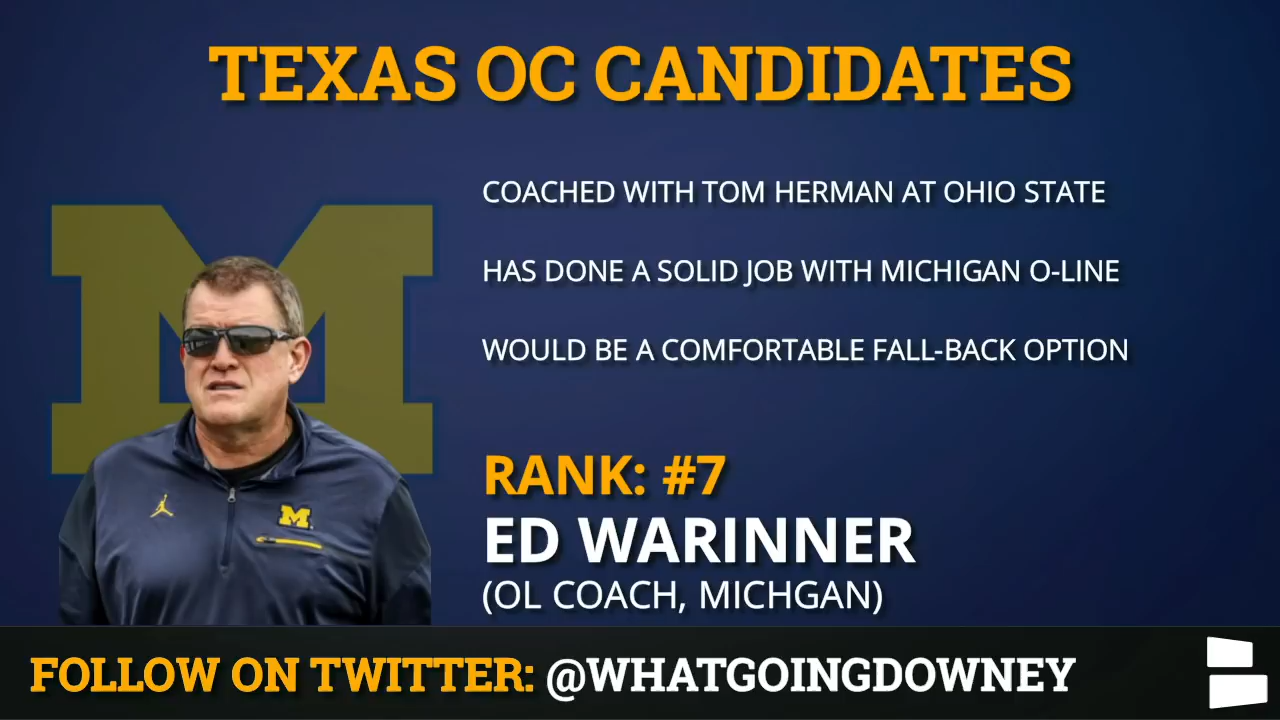 TEXAS OC CANDIDATES
COACHED WITH TOM HERMAN AT OHIO STATE
HAS DONE A SOLID JOB WITH MICHIGAN O-LINE
WOULD BE A COMFORTABLE FALL-BACK OPTION
M
M
RANK: #7
ED WARINNER
(OL COACH, MICHGAN)
FOLLOW ON TWITTER: @WHATGOINGDOWNEY